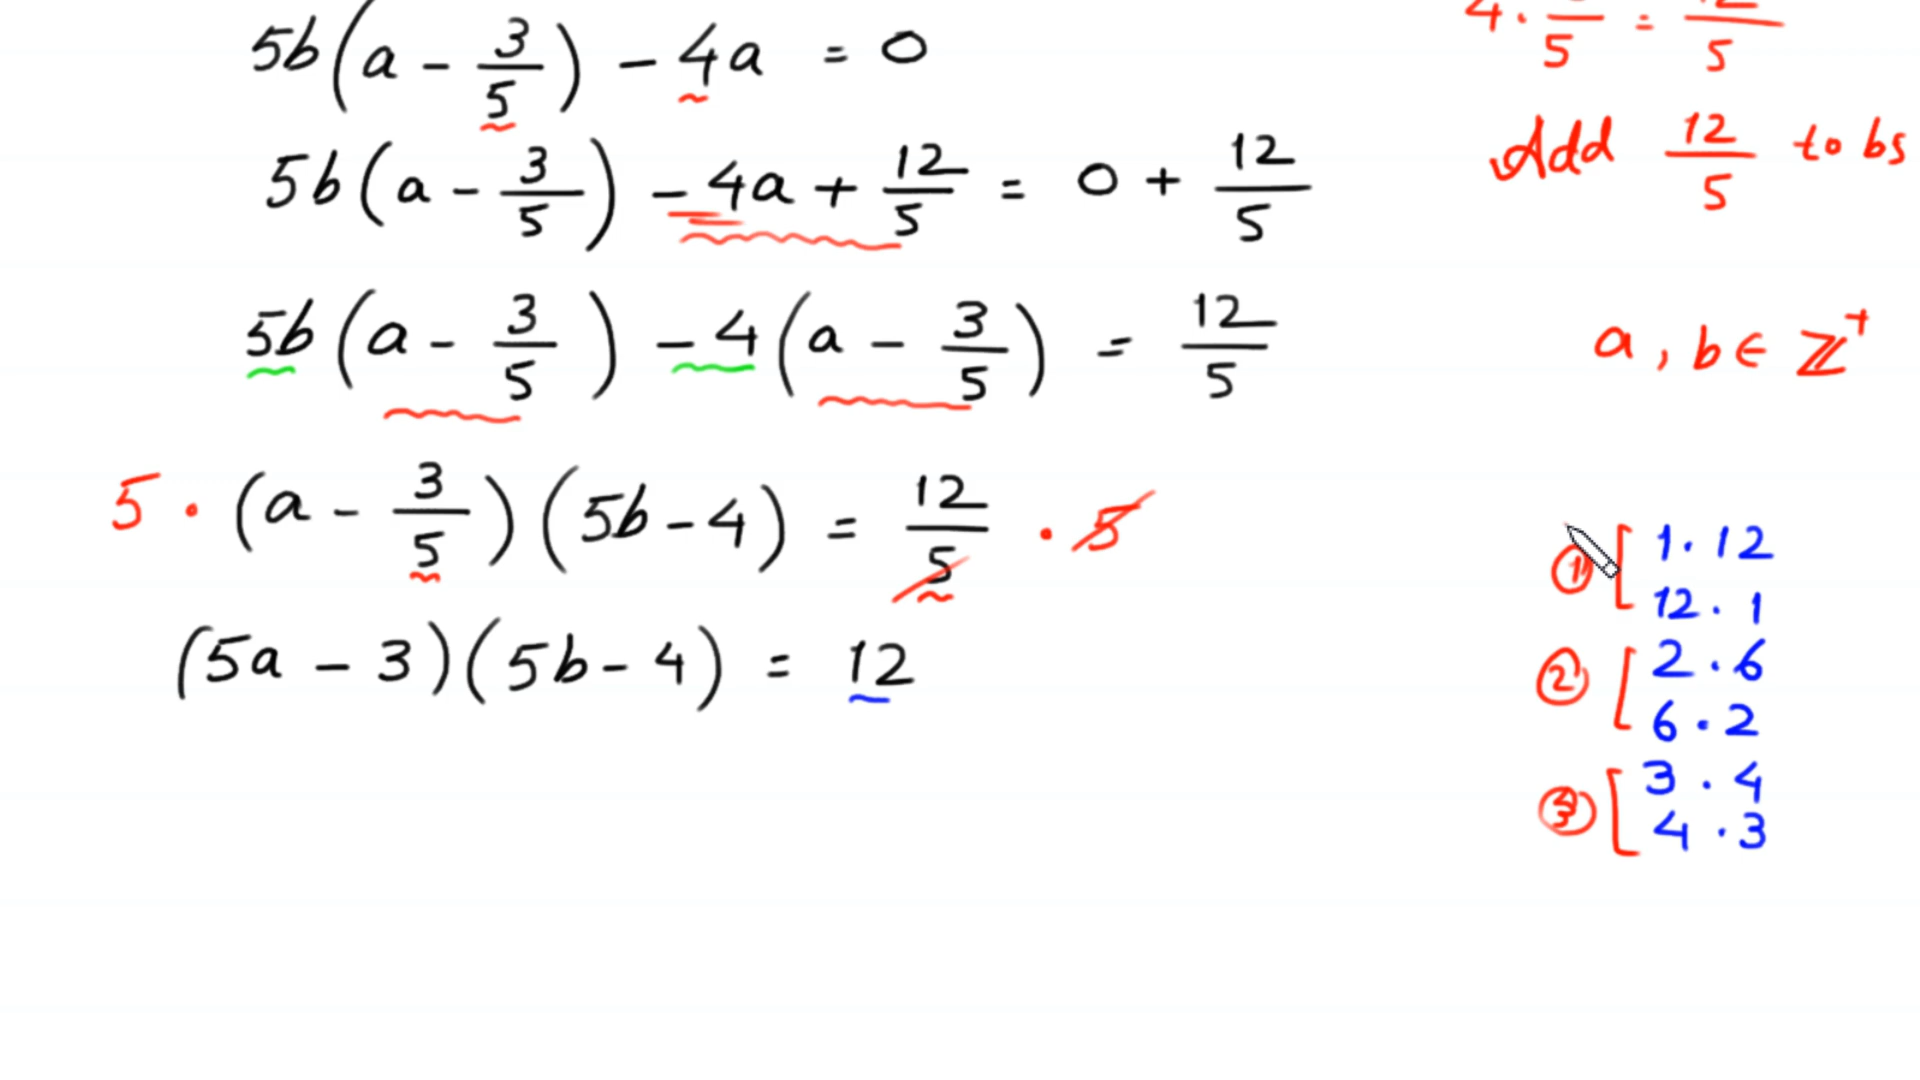 5b(a - 3/5) - 4a = 0
5b(a - 3/5) - 4a + 12/5 = 0 + 12/5
5b(a - 3/5) - 4(a - 3/5) = 12/5
5 · (a - 3/5)(5b - 4) = 12/5 · 5
(5a - 3)(5b - 4) = 12
Add 12/5 to bs
a, b ∈ ℤ⁺
① [ 1 · 12
12 · 1
② [ 2 · 6
6 · 2
③ [ 3 · 4
4 · 3